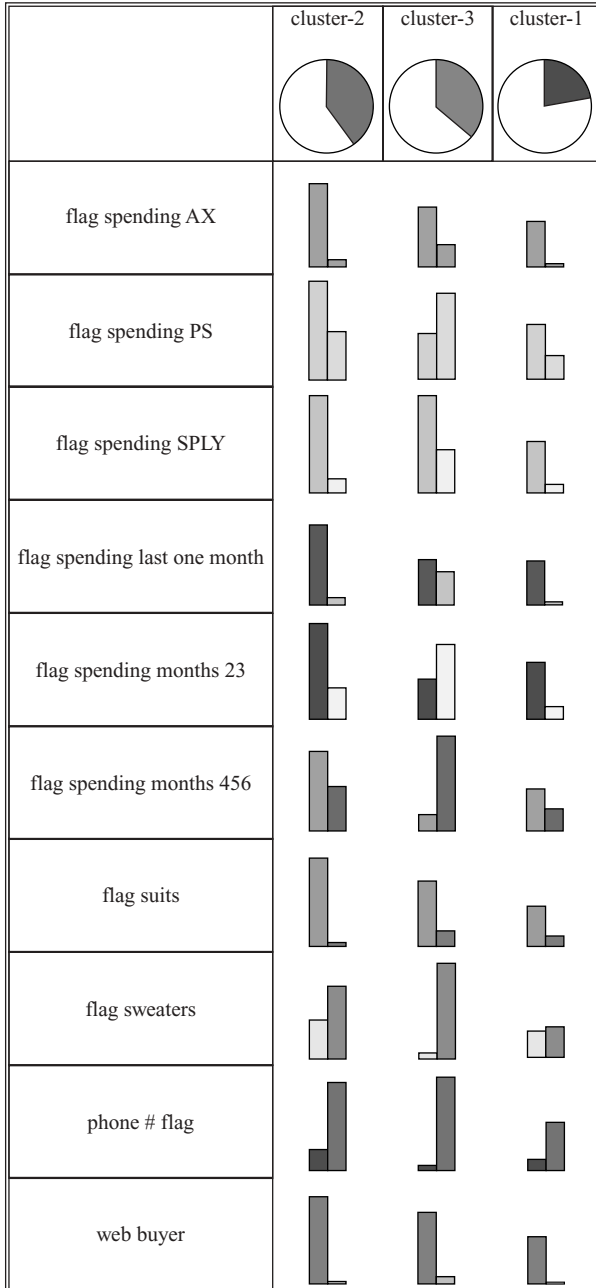 cluster-2 cluster-3 cluster-1
flag spending AX
flag spending PS
flag spending SPLY
flag spending last one month
flag spending months 23
flag spending months 456
flag suits
flag sweaters
phone # flag
web buyer